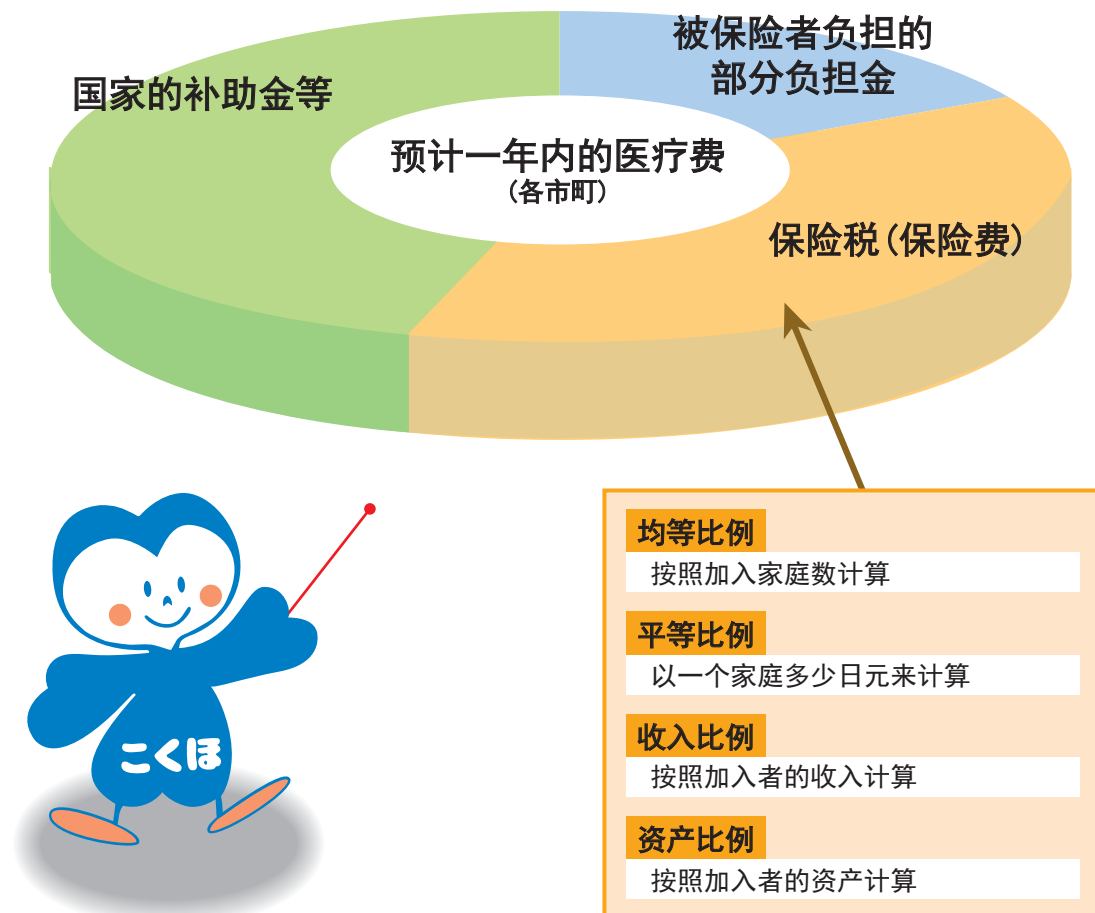 被保险者负担的
部分负担金
国家的补助金等
预计一年内的医疗费
(各市町)
保险税(保险费)
均等比例
按照加入家庭数计算
平等比例
以一个家庭多少日元来计算
收入比例
按照加入者的收入计算
资产比例
按照加入者的资产计算
こくほ